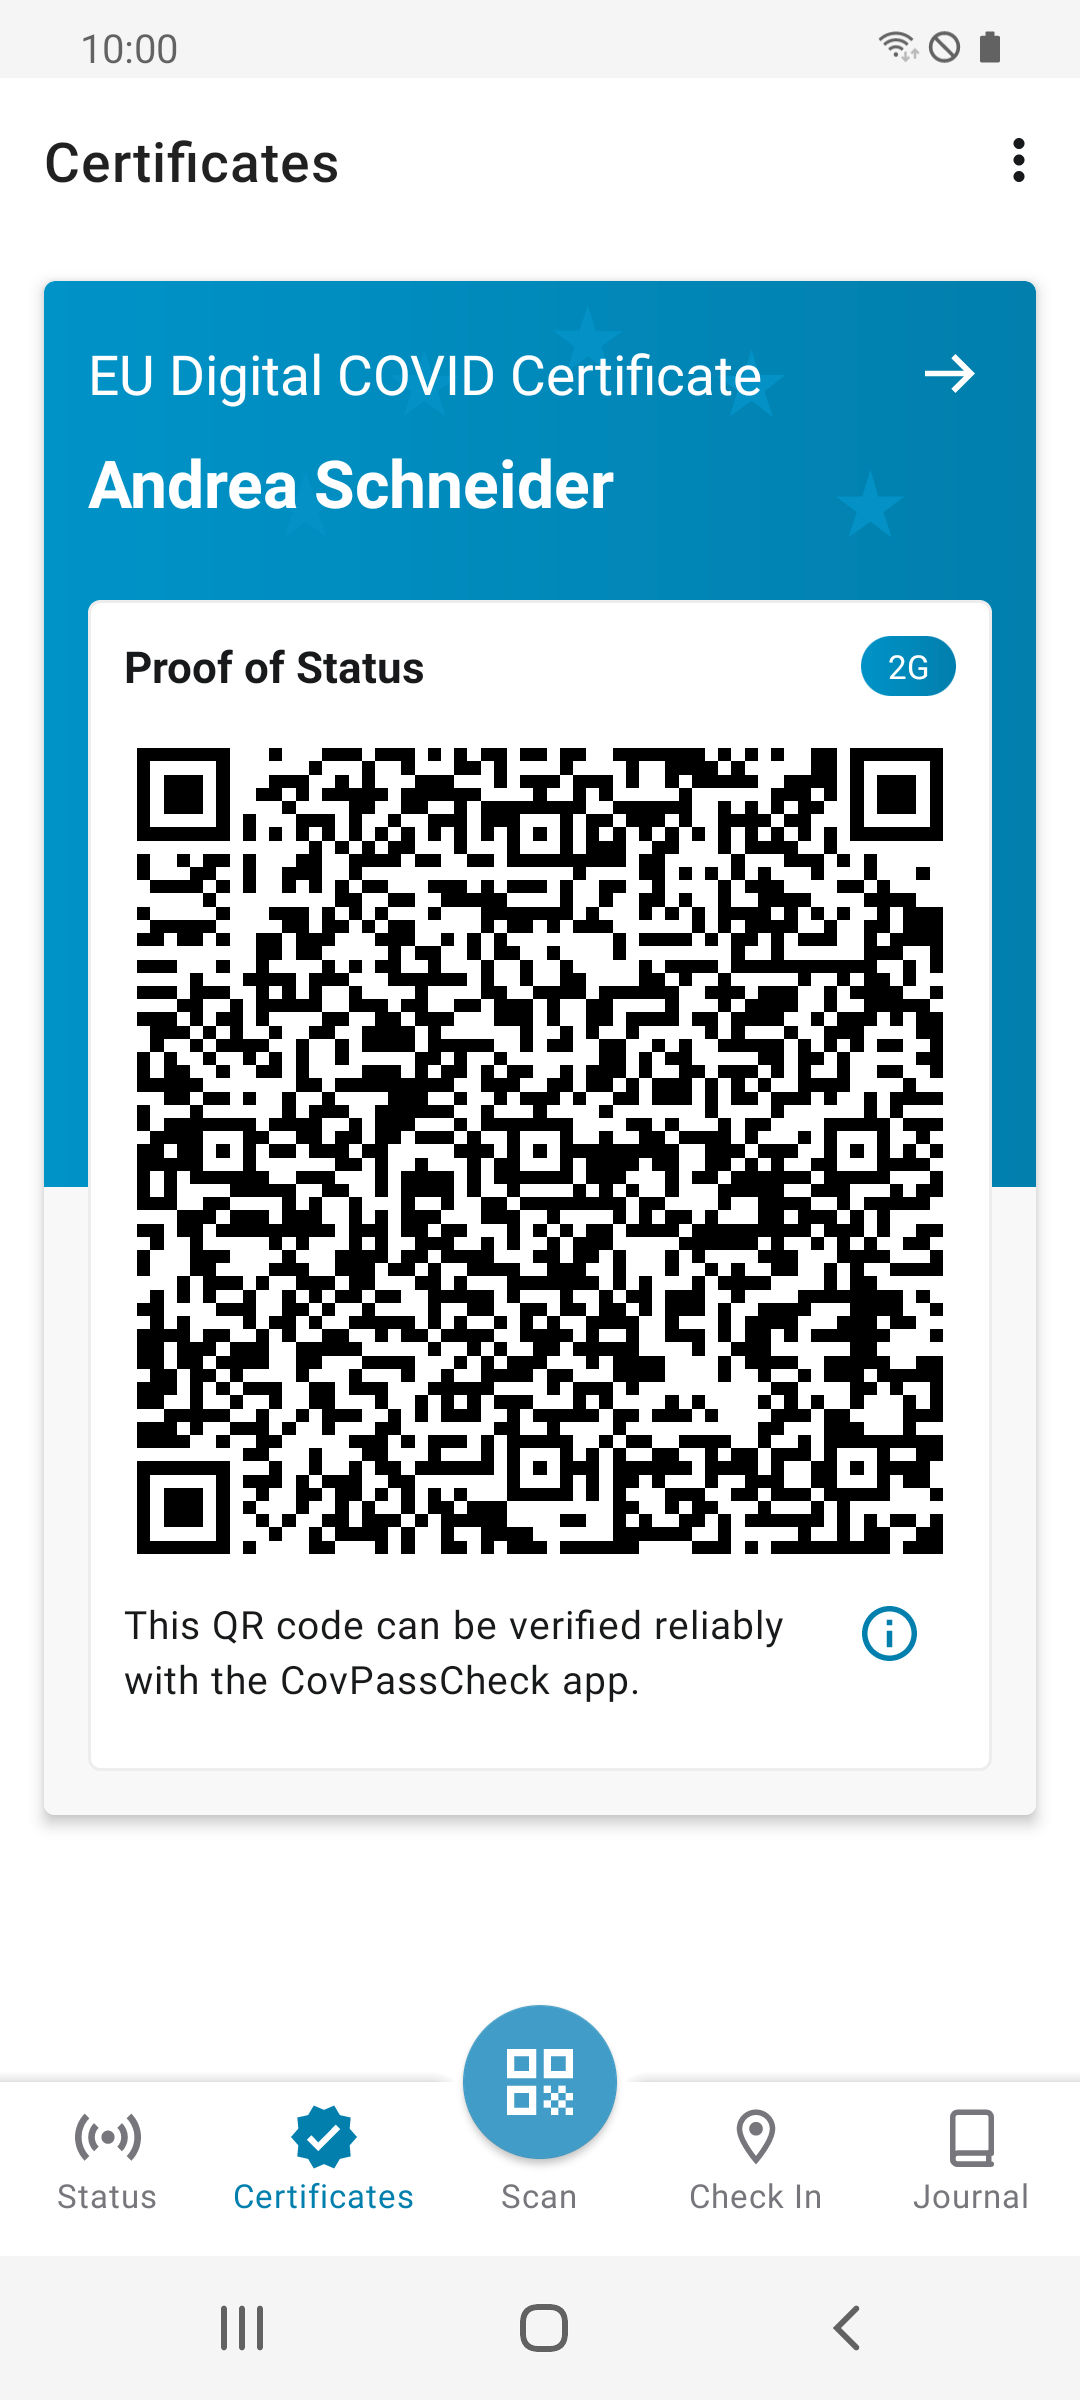 10:00
Certificates
EU Digital COVID Certificate
Andrea Schneider
Proof of Status
2G
This QR code can be verified reliably
with the CovPassCheck app.
Status
Certificates
Scan
Check In
Journal